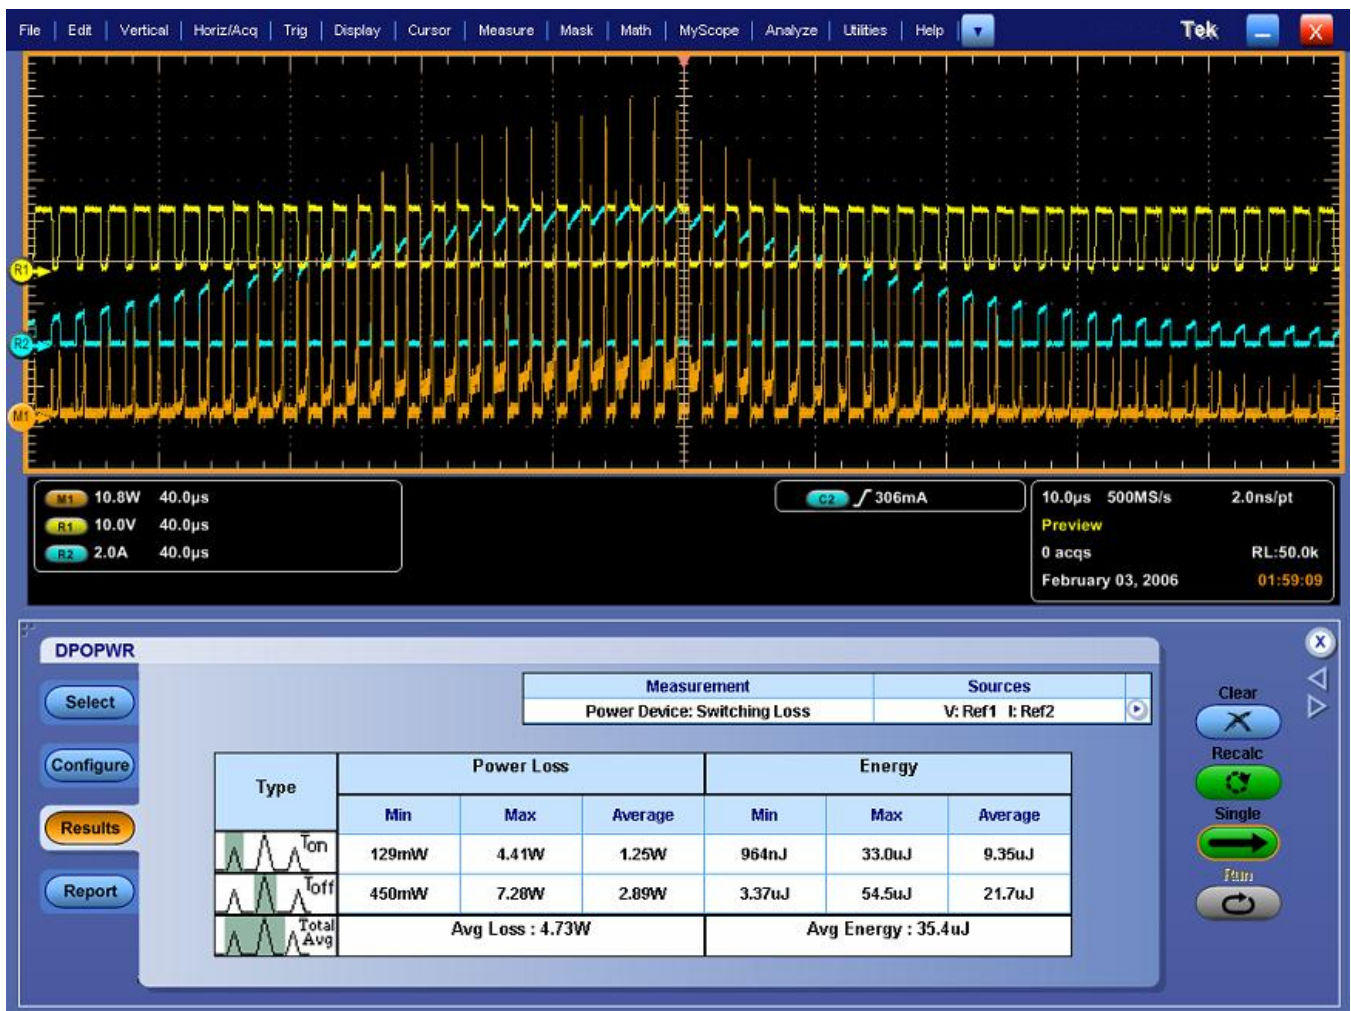 File | Edit | Vertical | Horiz/Acq | Trig | Display | Cursor | Measure | Mask | Math | MyScope | Analyze | Utilities | Help
Tek
X
R1
R2
M1
M1 10.8W 40.0µs
R1 10.0V 40.0µs
R2 2.0A 40.0µs
C2 306mA
10.0µs 500MS/s 2.0ns/pt
Preview
0 acqs RL:50.0k
February 03, 2006 01:59:09
DPOPWR
X
Select
Configure
Results
Report
Measurement Sources
Power Device: Switching Loss V: Ref1 I: Ref2
Type Power Loss Energy
Min Max Average Min Max Average
Ton 129mW 4.41W 1.25W 964nJ 33.0uJ 9.35uJ
Toff 450mW 7.28W 2.89W 3.37uJ 54.5uJ 21.7uJ
Total Avg Avg Loss : 4.73W Avg Energy : 35.4uJ
Clear
Recalc
Single
Run